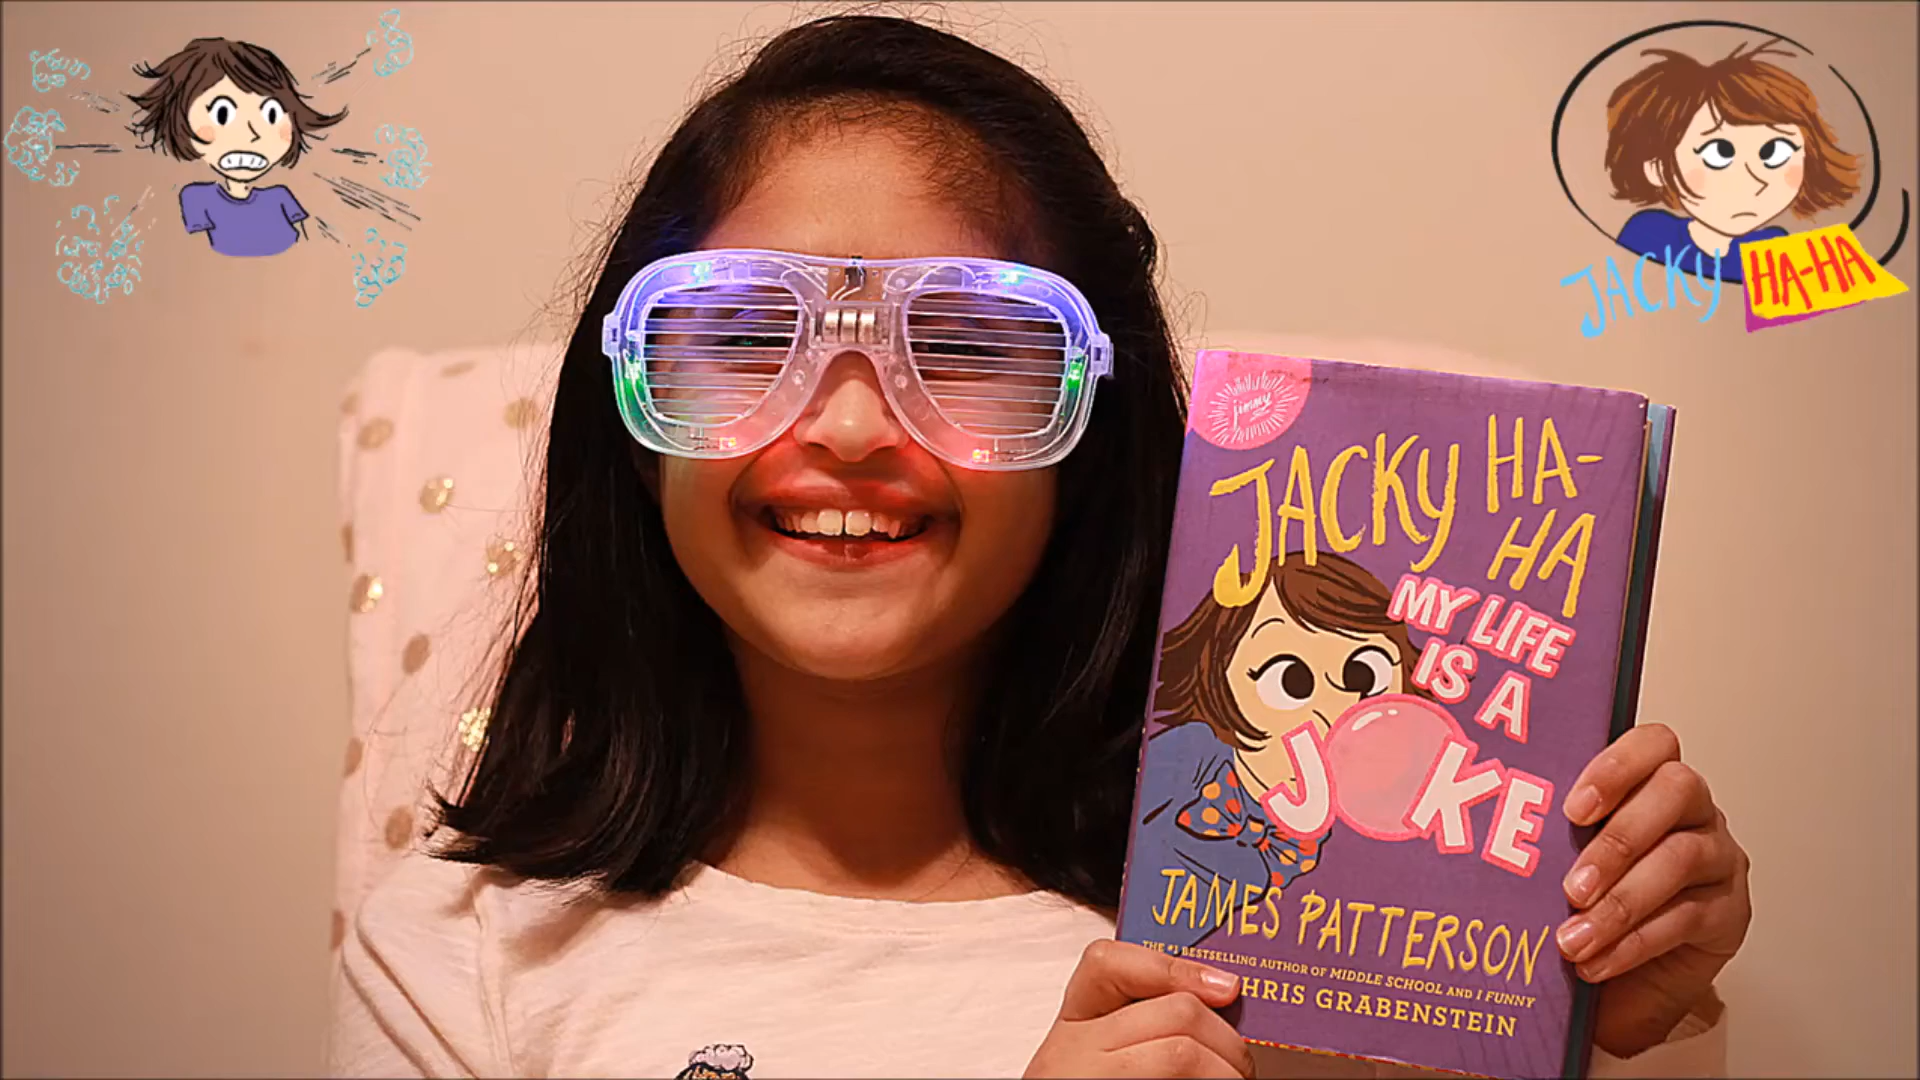 JACKY HA-HA
jimmy
JACKY HA-
HA
MY LIFE
IS A
JOKE
JAMES PATTERSON
THE #1 BESTSELLING AUTHOR OF MIDDLE SCHOOL AND I FUNNY
CHRIS GRABENSTEIN